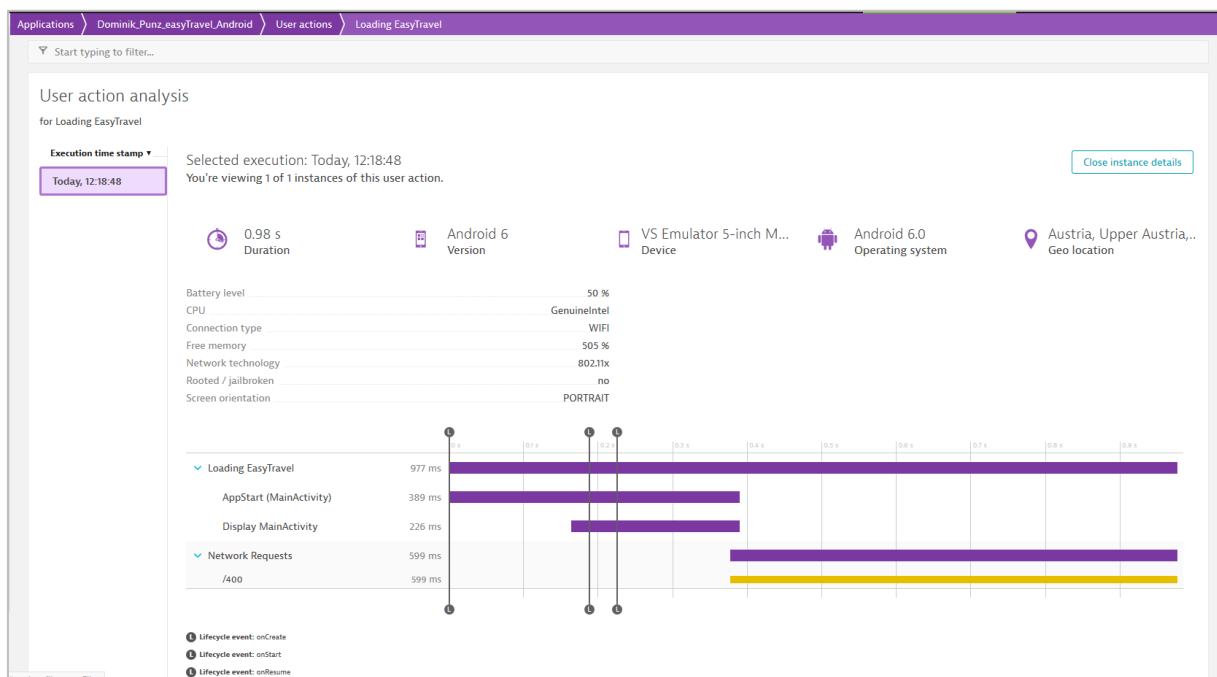 Applications Dominik_Punz_easyTravel_Android User actions Loading EasyTravel
Start typing to filter...
User action analysis
for Loading EasyTravel
Execution time stamp ▾
Today, 12:18:48
Selected execution: Today, 12:18:48
You're viewing 1 of 1 instances of this user action.
Close instance details
0.98 s
Duration
Android 6
Version
VS Emulator 5-inch M...
Device
Android 6.0
Operating system
Austria, Upper Austria,..
Geo location
Battery level 50 %
CPU GenuineIntel
Connection type WIFI
Free memory 505 %
Network technology 802.11x
Rooted / jailbroken no
Screen orientation PORTRAIT
L L L
0 s 0.1 s 0.2 s 0.3 s 0.4 s 0.5 s 0.6 s 0.7 s 0.8 s 0.9 s
Loading EasyTravel 977 ms
AppStart (MainActivity) 389 ms
Display MainActivity 226 ms
Network Requests 599 ms
/400 599 ms
L L L
L Lifecycle event: onCreate
L Lifecycle event: onStart
L Lifecycle event: onResume